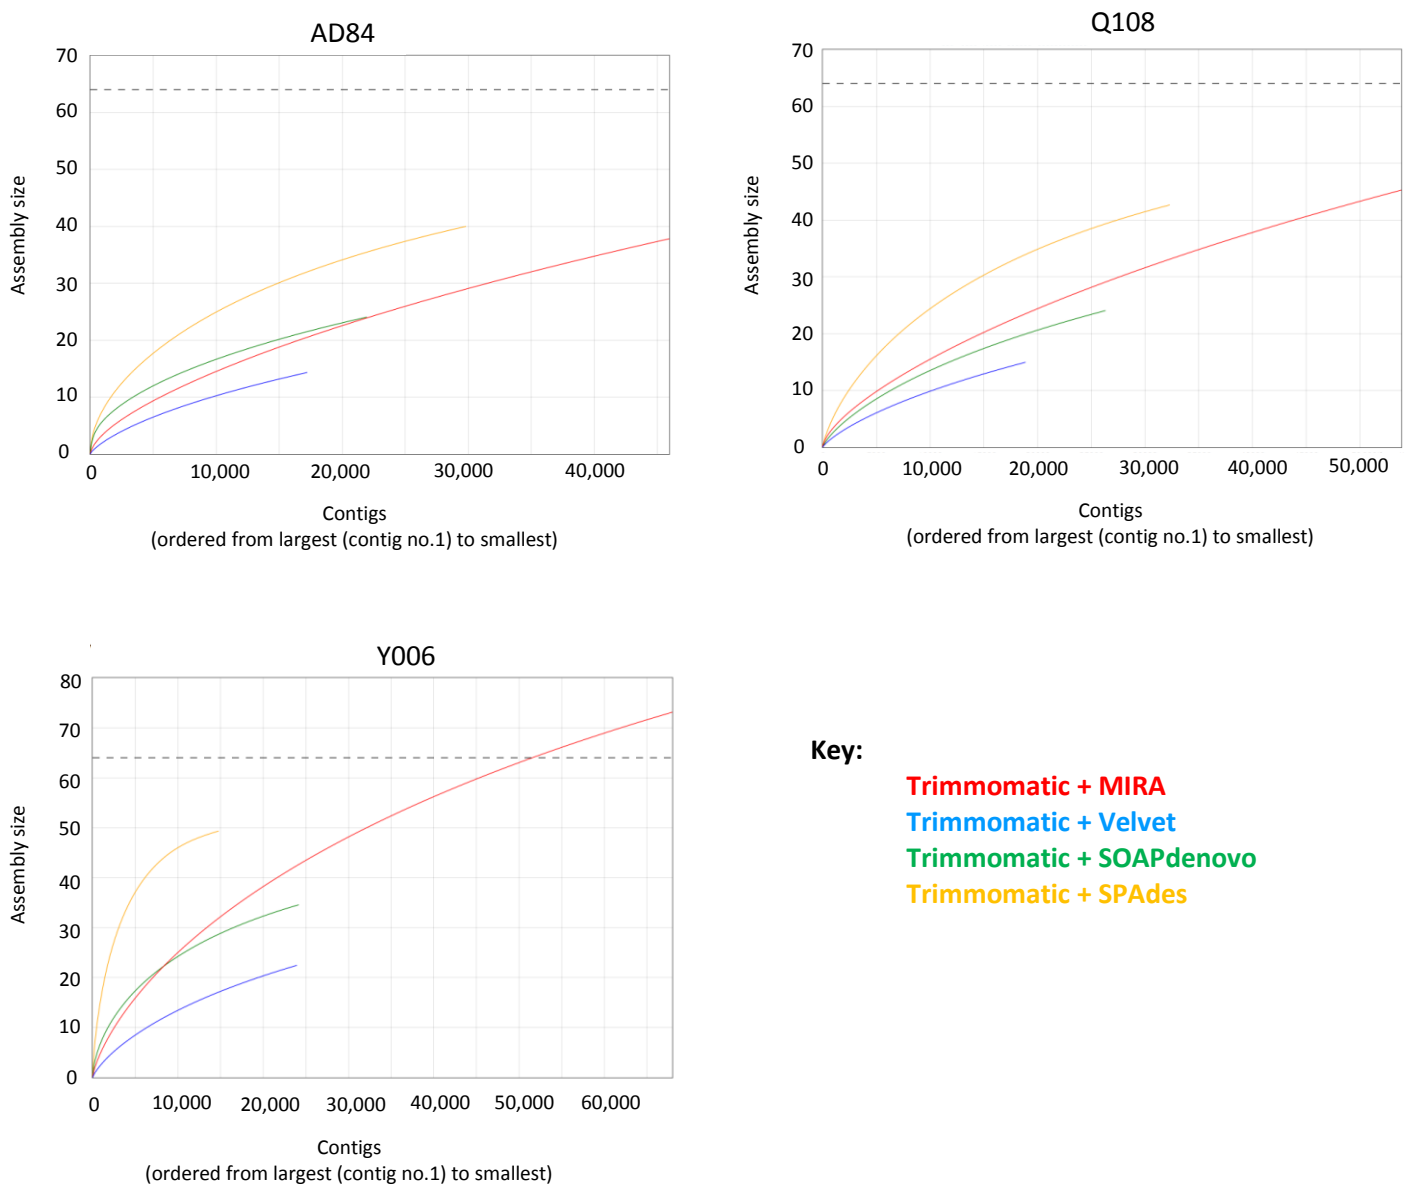 AD84
70
60
50
40
30
20
10
0
Assembly size
0 10,000 20,000 30,000 40,000
Contigs
(ordered from largest (contig no.1) to smallest)
Q108
70
60
50
40
30
20
10
0
Assembly size
0 10,000 20,000 30,000 40,000 50,000
Contigs
(ordered from largest (contig no.1) to smallest)
Y006
80
70
60
50
40
30
20
10
0
Assembly size
0 10,000 20,000 30,000 40,000 50,000 60,000
Contigs
(ordered from largest (contig no.1) to smallest)
Key:
Trimmomatic + MIRA
Trimmomatic + Velvet
Trimmomatic + SOAPdenovo
Trimmomatic + SPAdes